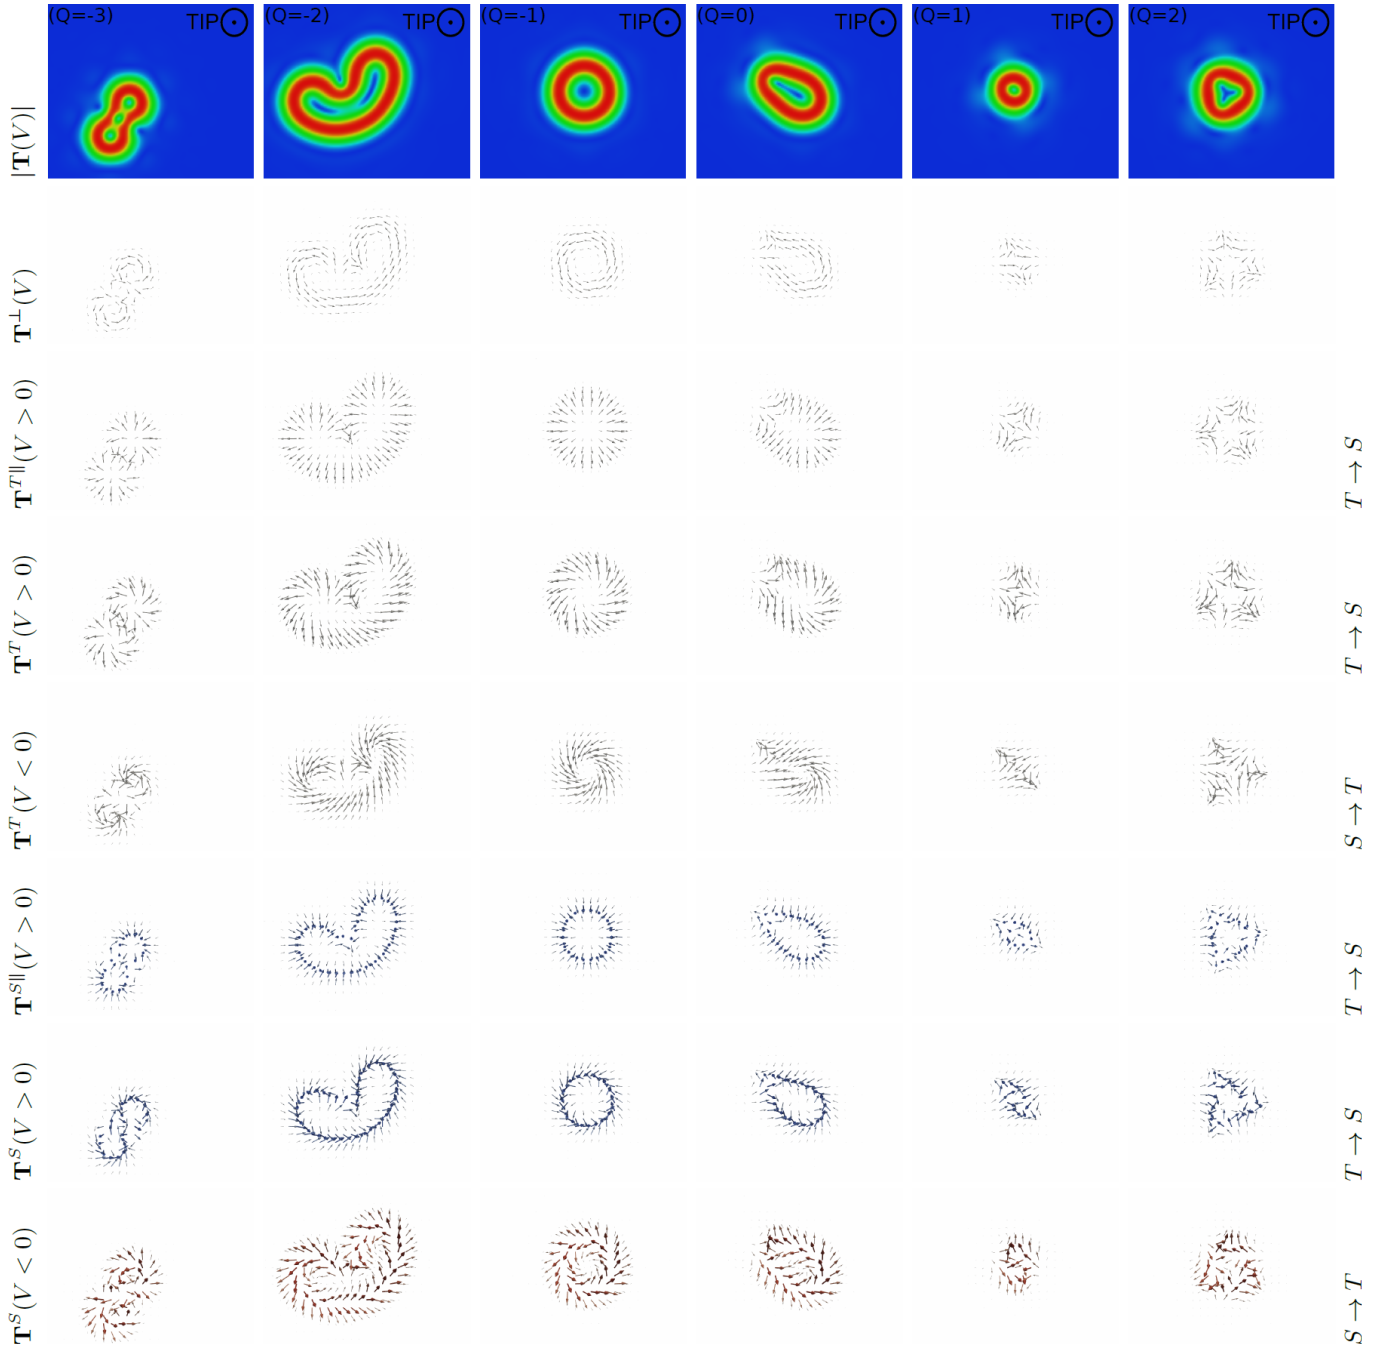 (Q=-3) TIP
(Q=-2) TIP
(Q=-1) TIP
(Q=0) TIP
(Q=1) TIP
(Q=2) TIP
|𝐓(V)|
𝐓^⊥(V)
𝐓^{T∥}(V < 0)
T → S
𝐓^T(V < 0)
T → S
𝐓^T(V < 0)
S → T
𝐓^{S∥}(V < 0)
T → S
𝐓^S(V < 0)
T → S
𝐓^S(V < 0)
S → T